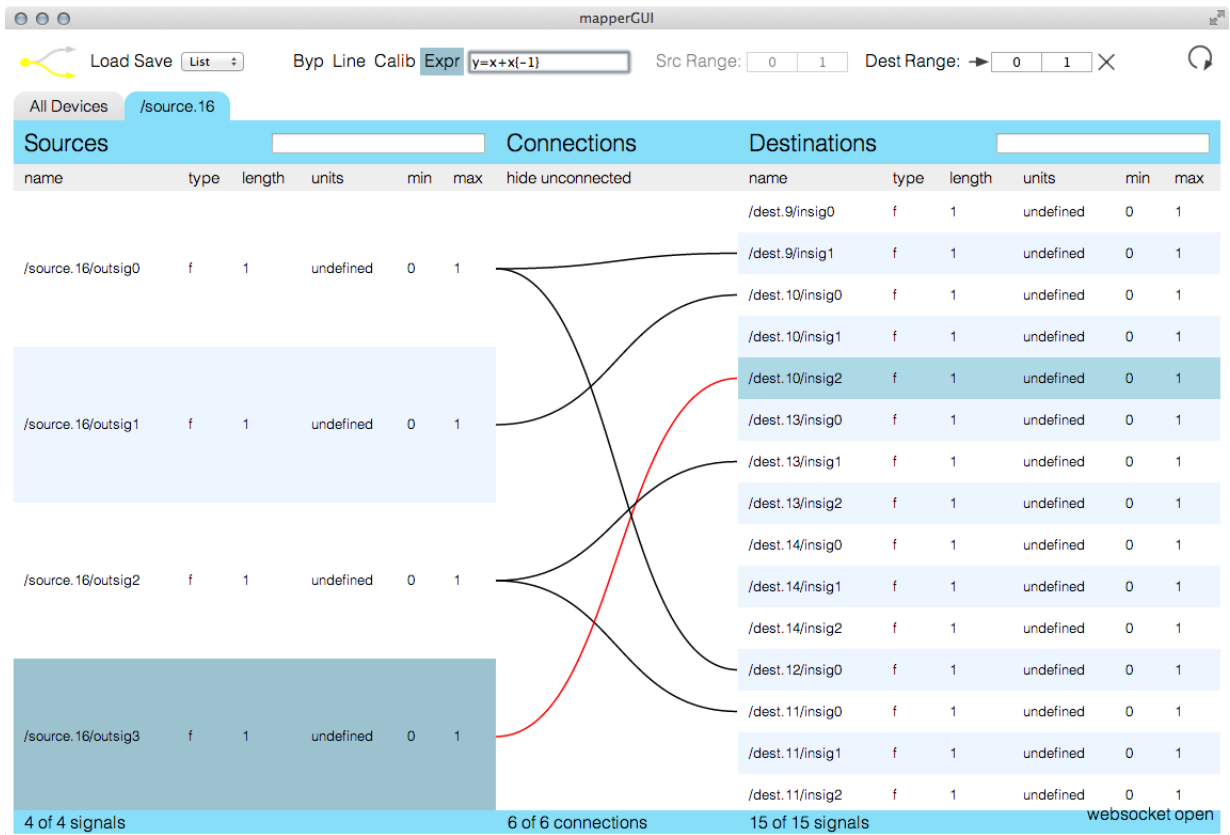 mapperGUI
Load Save List Byp Line Calib Expr y=x+x{-1} Src Range: 0 1 Dest Range: 0 1
All Devices /source.16
Sources Connections Destinations
name type length units min max hide unconnected name type length units min max
/dest.9/insig0 f 1 undefined 0 1
/dest.9/insig1 f 1 undefined 0 1
/source.16/outsig0 f 1 undefined 0 1
/dest.10/insig0 f 1 undefined 0 1
/dest.10/insig1 f 1 undefined 0 1
/dest.10/insig2 f 1 undefined 0 1
/dest.13/insig0 f 1 undefined 0 1
/source.16/outsig1 f 1 undefined 0 1
/dest.13/insig1 f 1 undefined 0 1
/dest.13/insig2 f 1 undefined 0 1
/dest.14/insig0 f 1 undefined 0 1
/source.16/outsig2 f 1 undefined 0 1
/dest.14/insig1 f 1 undefined 0 1
/dest.14/insig2 f 1 undefined 0 1
/dest.12/insig0 f 1 undefined 0 1
/dest.11/insig0 f 1 undefined 0 1
/source.16/outsig3 f 1 undefined 0 1
/dest.11/insig1 f 1 undefined 0 1
/dest.11/insig2 f 1 undefined 0 1
4 of 4 signals 6 of 6 connections 15 of 15 signals websocket open